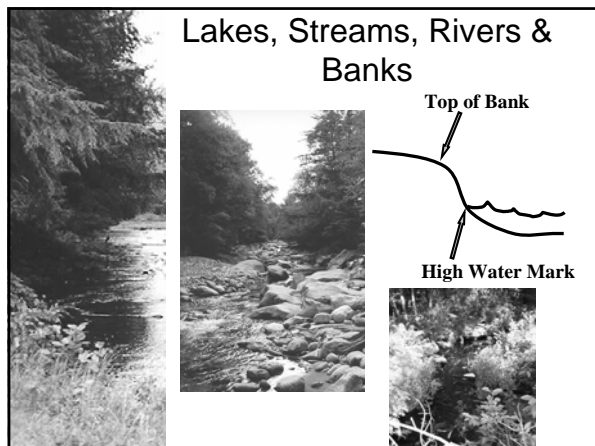 Lakes, Streams, Rivers &
Banks
Top of Bank
High Water Mark